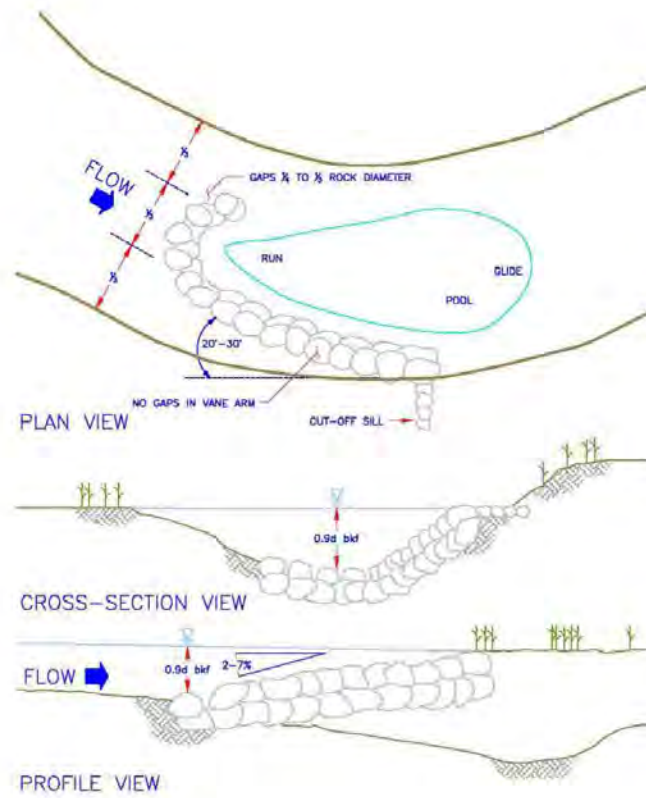 ⅓
FLOW
⅓
⅓
GAPS ¼ TO ⅓ ROCK DIAMETER
RUN
GLIDE
POOL
20°-30°
NO GAPS IN VANE ARM
CUT-OFF SILL
PLAN VIEW
0.9d bkf
CROSS-SECTION VIEW
FLOW
0.9d bkf
2-7%
PROFILE VIEW